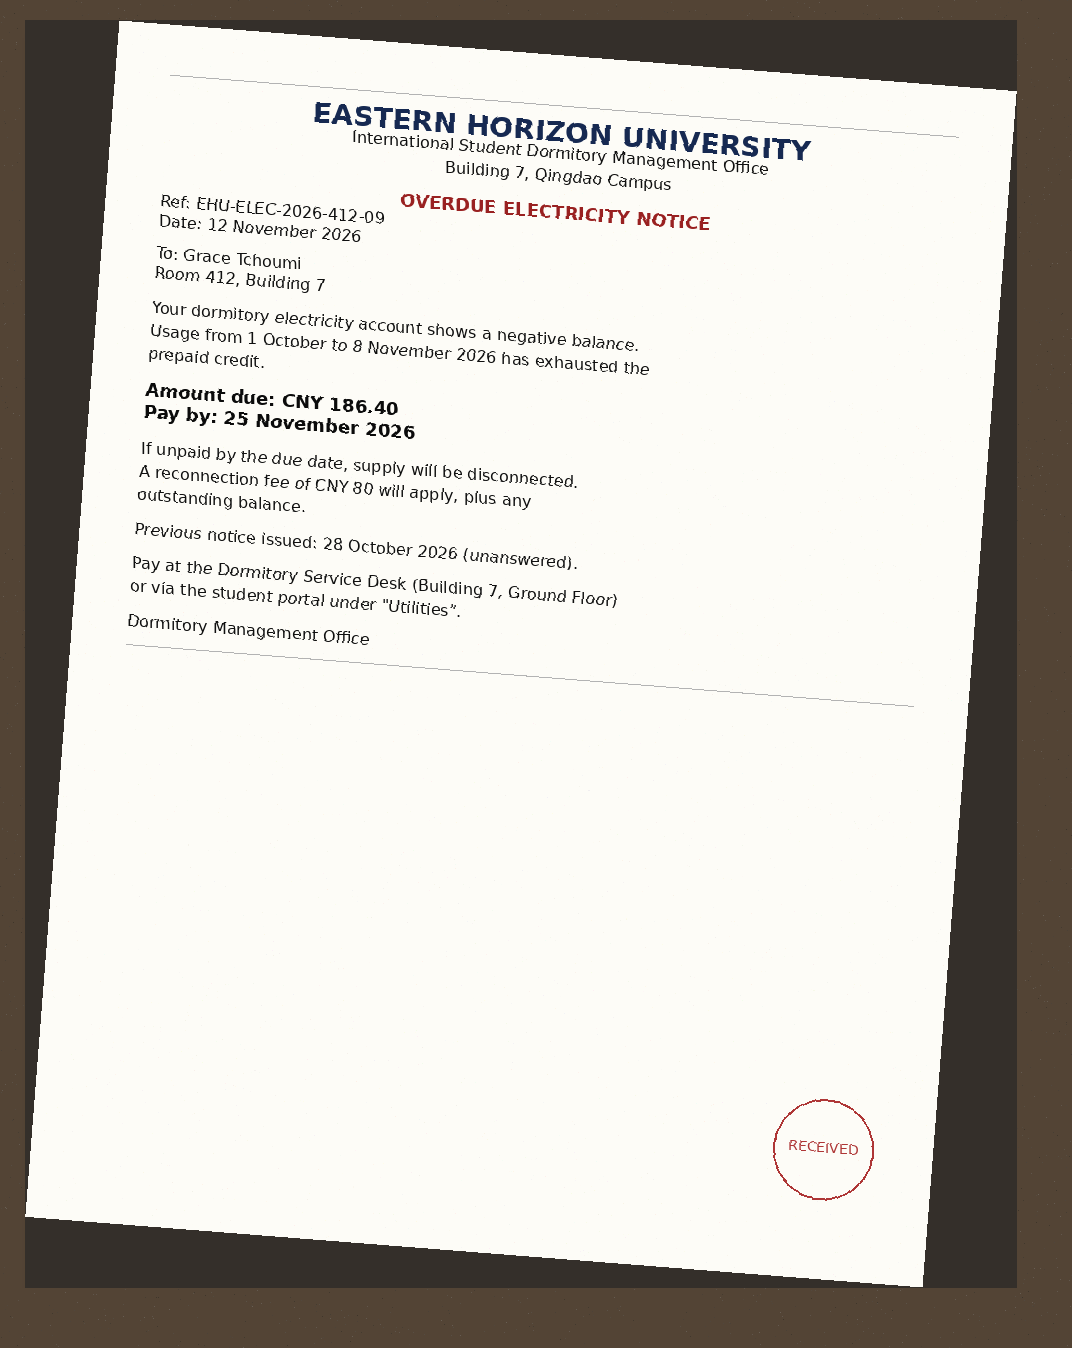 EASTERN HORIZON UNIVERSITY
International Student Dormitory Management Office
Building 7, Qingdao Campus
OVERDUE ELECTRICITY NOTICE
Ref: EHU-ELEC-2026-412-09
Date: 12 November 2026
To: Grace Tchoumi
Room 412, Building 7
Your dormitory electricity account shows a negative balance.
Usage from 1 October to 8 November 2026 has exhausted the
prepaid credit.
Amount due: CNY 186.40
Pay by: 25 November 2026
If unpaid by the due date, supply will be disconnected.
A reconnection fee of CNY 80 will apply, plus any
outstanding balance.
Previous notice issued: 28 October 2026 (unanswered).
Pay at the Dormitory Service Desk (Building 7, Ground Floor)
or via the student portal under "Utilities”.
Dormitory Management Office
RECEIVED